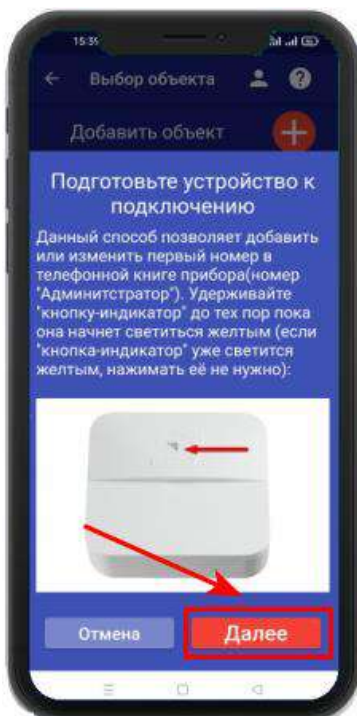 15:39
Выбор объекта
Добавить объект
Подготовьте устройство к
подключению
Данный способ позволяет добавить
или изменить первый номер в
телефонной книге прибора(номер
"Админитстратор"). Удерживайте
"кнопку-индикатор" до тех пор пока
она начнет светиться желтым (если
"кнопка-индикатор" уже светится
желтым, нажимать её не нужно):
Отмена
Далее